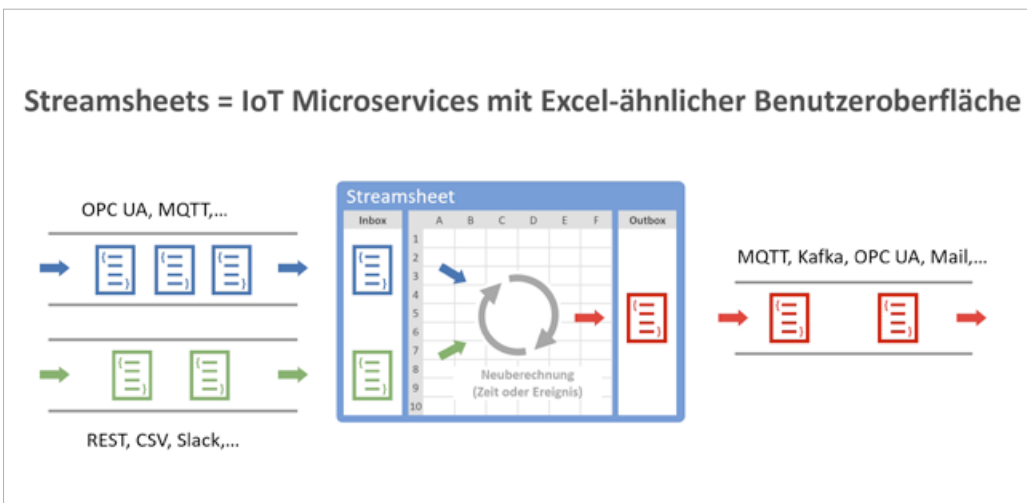 Streamsheets = IoT Microservices mit Excel-ähnlicher Benutzeroberfläche
OPC UA, MQTT,...
Streamsheet
Inbox A B C D E F Outbox
1
2
3
4
5
6
7
8
9
10
Neuberechnung
(Zeit oder Ereignis)
MQTT, Kafka, OPC UA, Mail,...
REST, CSV, Slack,...